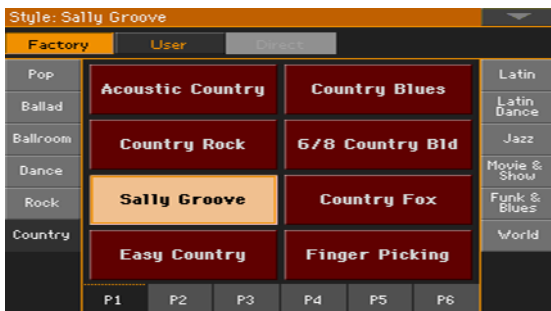 Style: Sally Groove
Factory
User
Direct
Pop
Ballad
Ballroom
Dance
Rock
Country
Acoustic Country
Country Blues
Country Rock
6/8 Country Bld
Sally Groove
Country Fox
Easy Country
Finger Picking
Latin
Latin
Dance
Jazz
Movie &
Show
Funk &
Blues
World
P1
P2
P3
P4
P5
P6